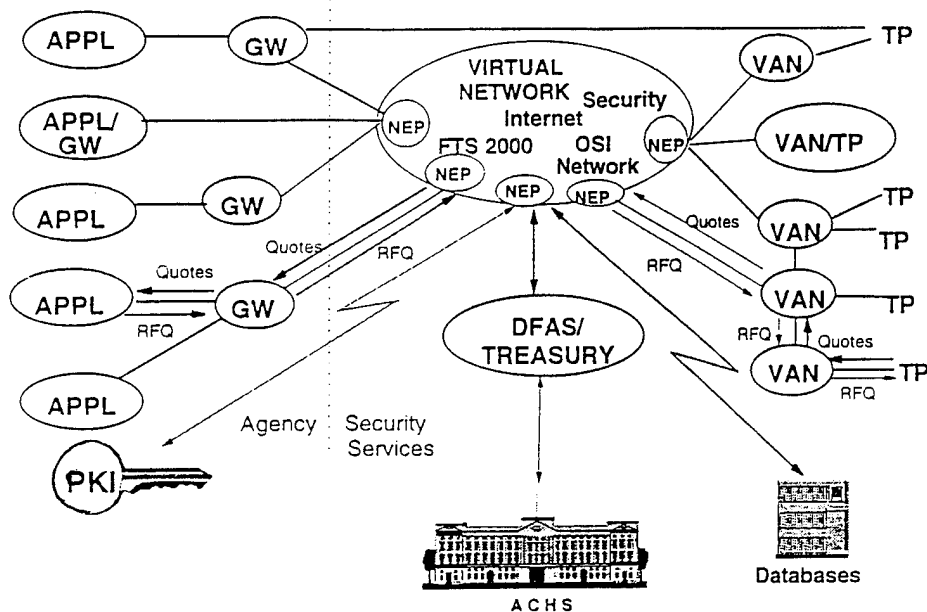 APPL
GW
TP
VAN
VIRTUAL
NETWORK
Internet
Security
APPL/
GW
NEP
FTS 2000
OSI
Network
NEP
VAN/TP
NEP
NEP
NEP
APPL
GW
TP
VAN
TP
Quotes
RFQ
Quotes
RFQ
Quotes
APPL
RFQ
GW
VAN
TP
DFAS/
TREASURY
RFQ
Quotes
VAN
TP
RFQ
APPL
Agency
Security
Services
PKI
Databases
ACHS